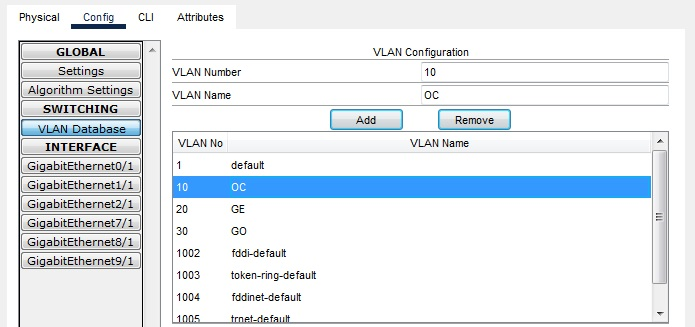 Physical Config CLI Attributes
GLOBAL
Settings
Algorithm Settings
SWITCHING
VLAN Database
INTERFACE
GigabitEthernet0/1
GigabitEthernet1/1
GigabitEthernet2/1
GigabitEthernet7/1
GigabitEthernet8/1
GigabitEthernet9/1
VLAN Configuration
VLAN Number 10
VLAN Name OC
Add Remove
VLAN No VLAN Name
1 default
10 OC
20 GE
30 GO
1002 fddi-default
1003 token-ring-default
1004 fddinet-default
1005 trnet-default